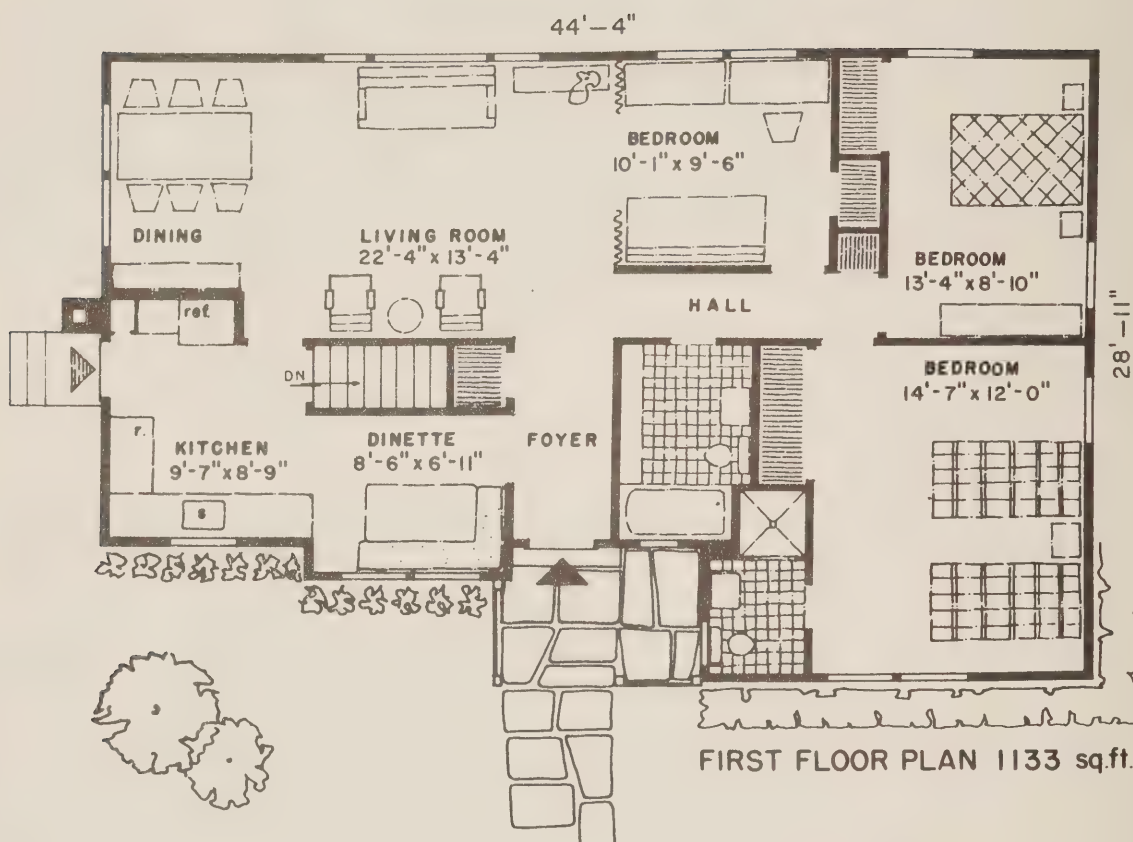 44'-4"
BEDROOM
10'-1" x 9'-6"
DINING
LIVING ROOM
22'-4" x 13'-4"
BEDROOM
13'-4" x 8'-10"
ref.
HALL
28'-11"
DN
BEDROOM
14'-7" x 12'-0"
r.
KITCHEN
9'-7" x 8'-9"
DINETTE
8'-6" x 6'-11"
FOYER
s
FIRST FLOOR PLAN 1133 sq.ft.